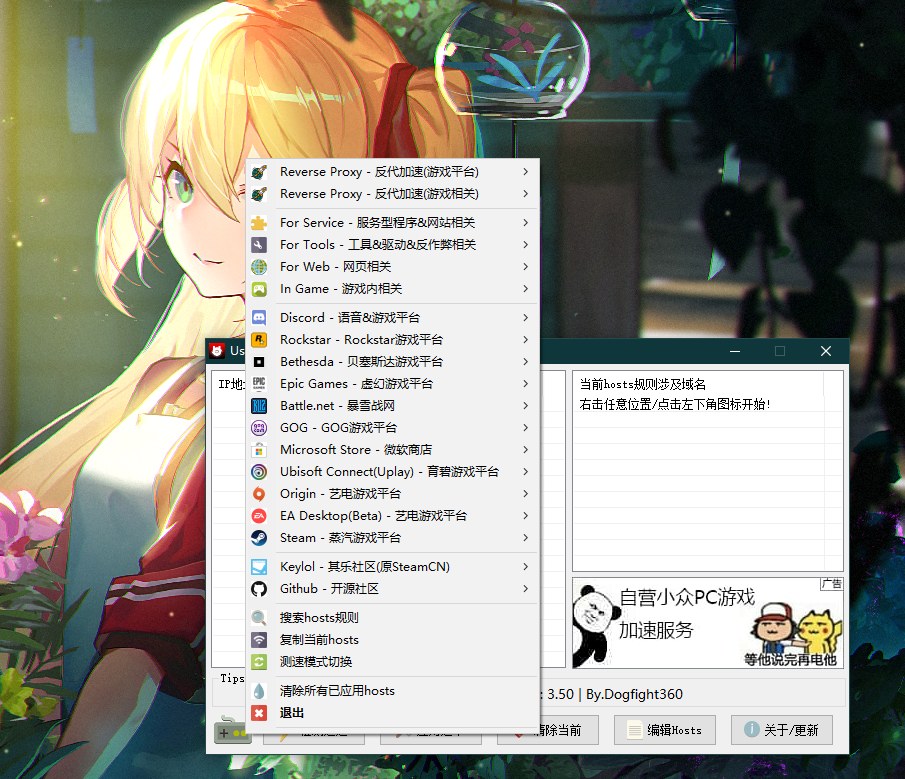 Reverse Proxy - 反代加速(游戏平台)
Reverse Proxy - 反代加速(游戏相关)
For Service - 服务型程序&网站相关
For Tools - 工具&驱动&反作弊相关
For Web - 网页相关
In Game - 游戏内相关
Discord - 语音&游戏平台
Rockstar - Rockstar游戏平台
Bethesda - 贝塞斯达游戏平台
Epic Games - 虚幻游戏平台
Battle.net - 暴雪战网
GOG - GOG游戏平台
Microsoft Store - 微软商店
Ubisoft Connect(Uplay) - 育碧游戏平台
Origin - 艺电游戏平台
EA Desktop(Beta) - 艺电游戏平台
Steam - 蒸汽游戏平台
Keylol - 其乐社区(原SteamCN)
Github - 开源社区
搜索hosts规则
复制当前hosts
测速模式切换
清除所有已应用hosts
退出
Us
IP地
当前hosts规则涉及域名
右击任意位置/点击左下角图标开始!
广告
自营小众PC游戏
加速服务
等他说完再电他
Tips
: 3.50 | By.Dogfight360
清除当前
编辑Hosts
关于/更新